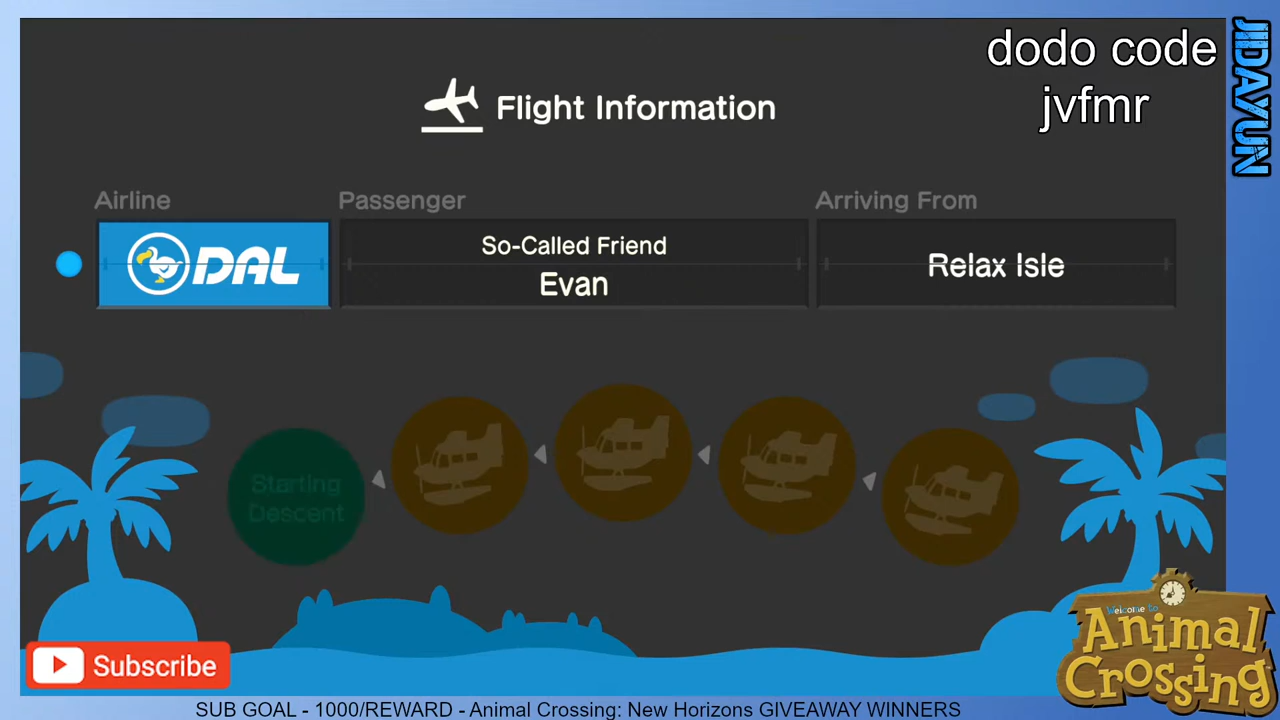 dodo code
jvfmr
JIDAVUN
Flight Information
Airline
Passenger
Arriving From
DAL
So-Called Friend
Evan
Relax Isle
Starting
Descent
Welcome to
Animal
Crossing
Subscribe
SUB GOAL - 1000/REWARD - Animal Crossing: New Horizons GIVEAWAY WINNERS